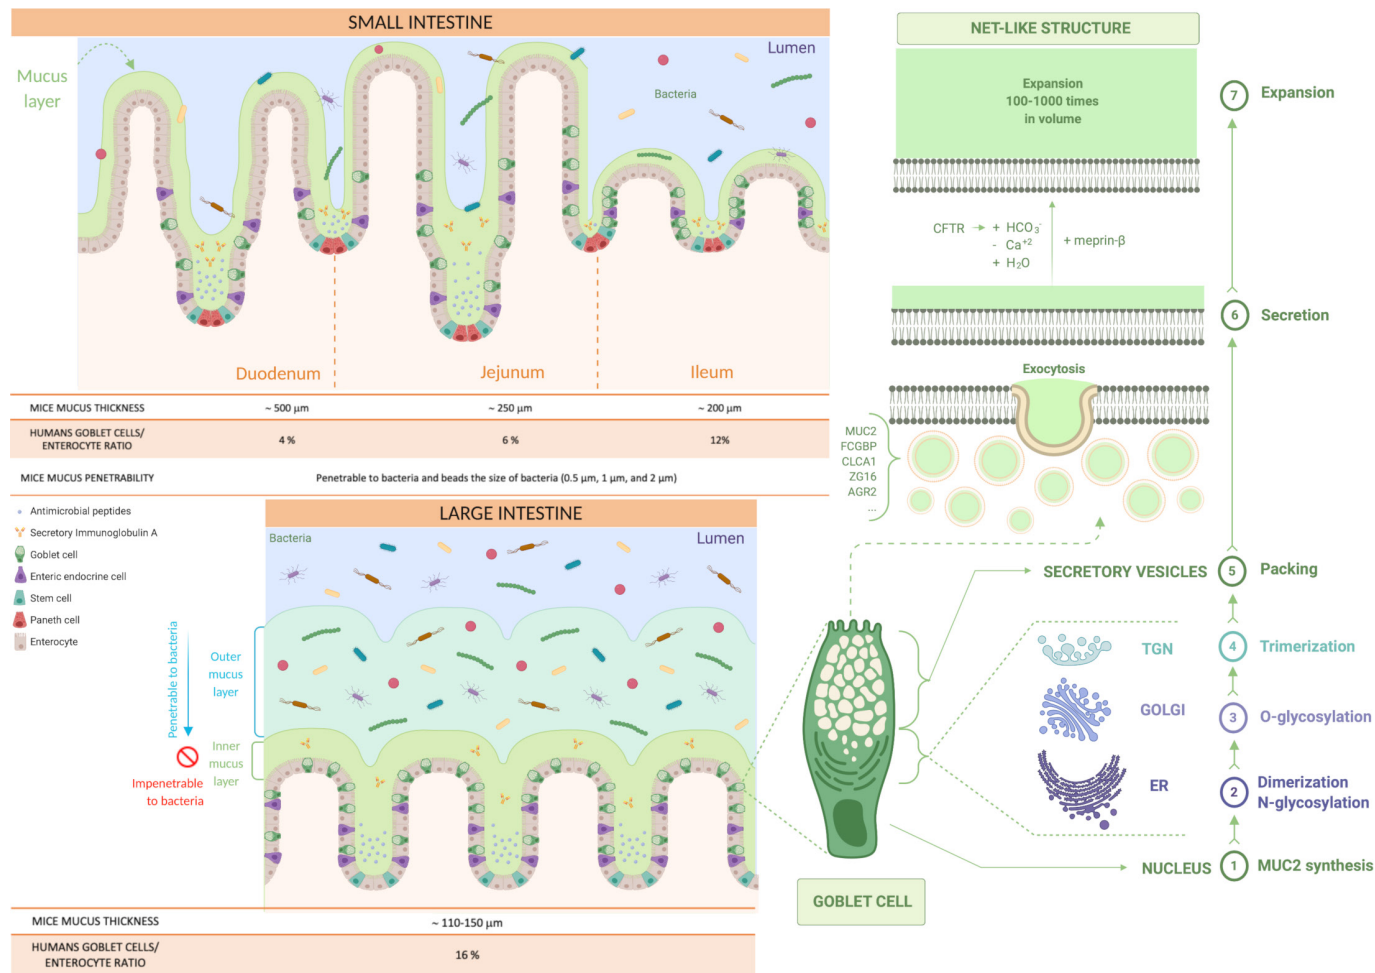 SMALL INTESTINE
Mucus
layer
Lumen
Bacteria
Duodenum
Jejunum
Ileum
MICE MUCUS THICKNESS
~ 500 µm
~ 250 µm
~ 200 µm
HUMANS GOBLET CELLS/
ENTEROCYTE RATIO
4 %
6 %
12%
MICE MUCUS PENETRABILITY
Penetrable to bacteria and beads the size of bacteria (0.5 µm, 1 µm, and 2 µm)
Antimicrobial peptides
Secretory Immunoglobulin A
Goblet cell
Enteric endocrine cell
Stem cell
Paneth cell
Enterocyte
LARGE INTESTINE
Bacteria
Lumen
Penetrable to bacteria
Outer
mucus
layer
Inner
mucus
layer
Impenetrable
to bacteria
MICE MUCUS THICKNESS
~ 110-150 µm
HUMANS GOBLET CELLS/
ENTEROCYTE RATIO
16 %
NET-LIKE STRUCTURE
Expansion
100-1000 times
in volume
7 Expansion
CFTR
+ HCO₃⁻
- Ca⁺²
+ H₂O
+ meprin-β
6 Secretion
Exocytosis
MUC2
FCGBP
CLCA1
ZG16
AGR2
...
SECRETORY VESICLES 5 Packing
TGN 4 Trimerization
GOLGI 3 O-glycosylation
ER 2 Dimerization
N-glycosylation
NUCLEUS 1 MUC2 synthesis
GOBLET CELL